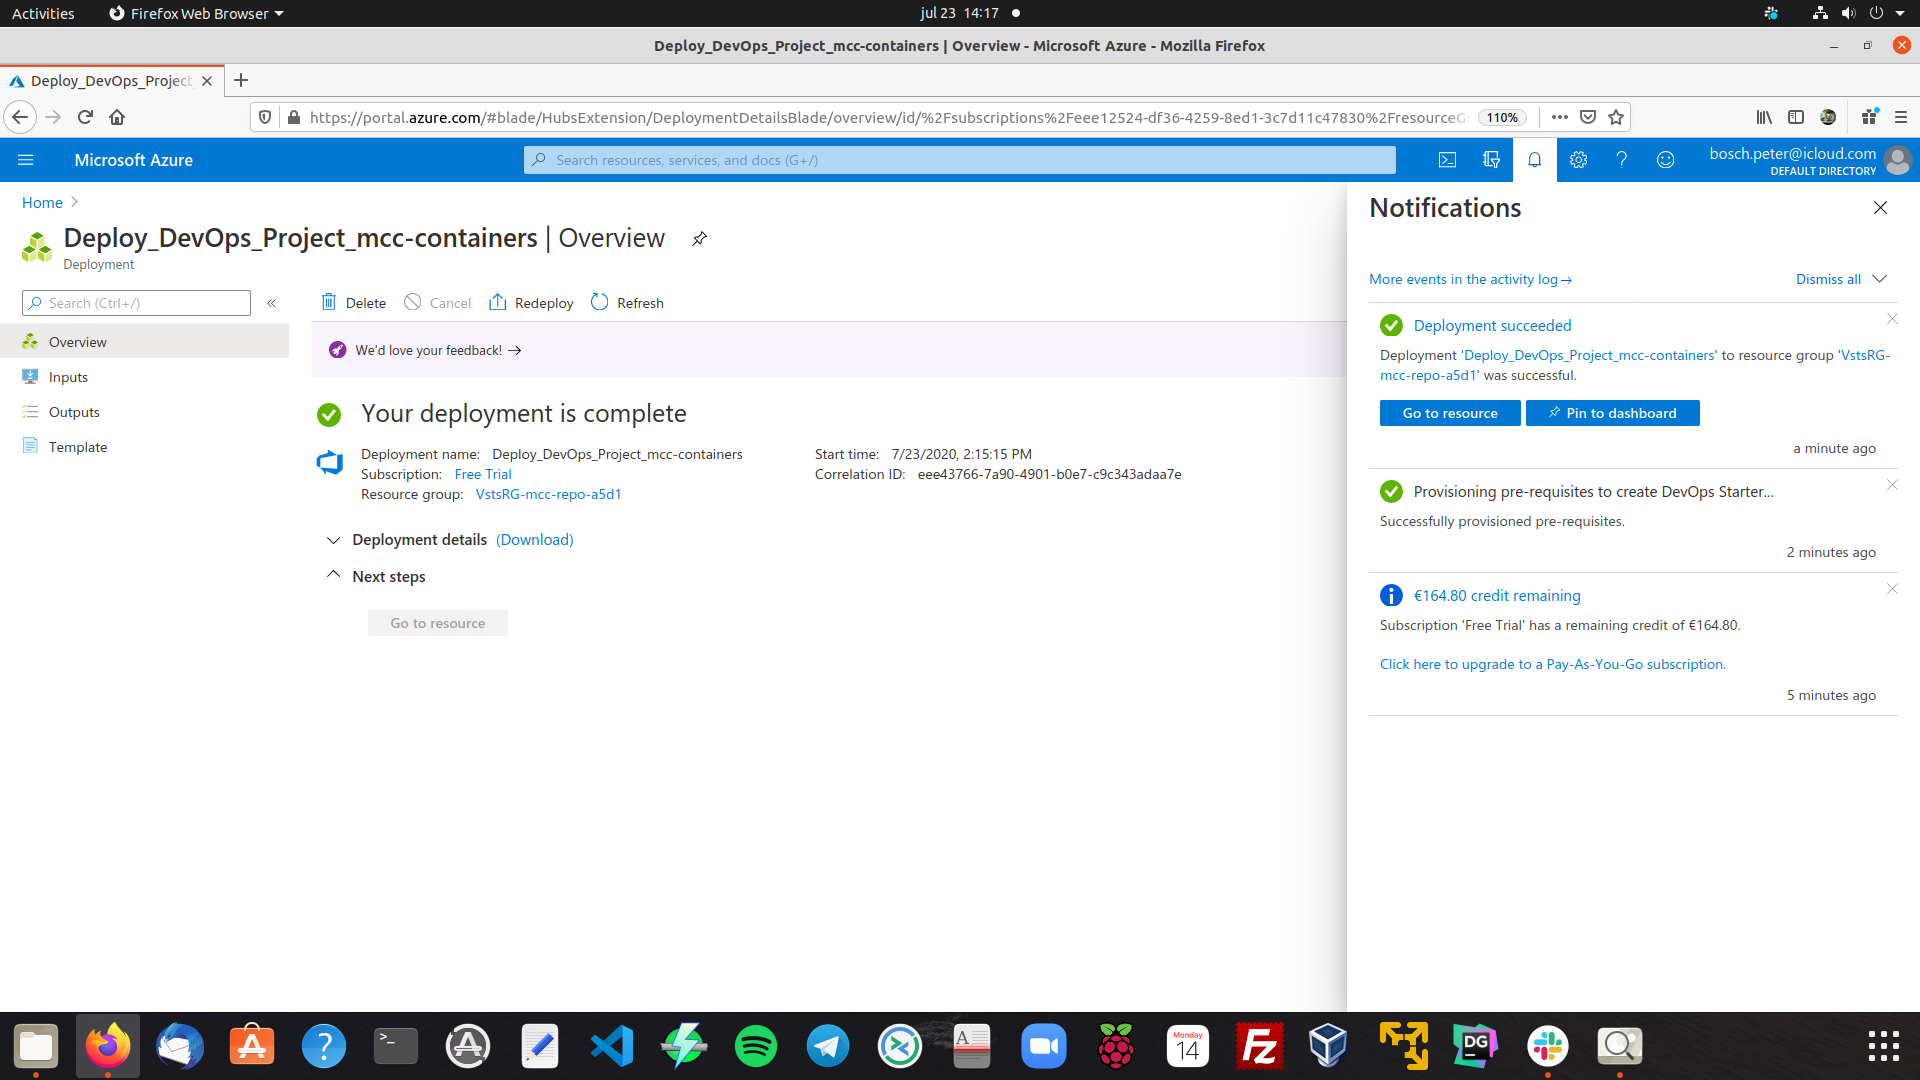 Activities
Firefox Web Browser
jul 23 14:17
Deploy_DevOps_Project_mcc-containers | Overview - Microsoft Azure - Mozilla Firefox
Deploy_DevOps_Project
https://portal.azure.com/#blade/HubsExtension/DeploymentDetailsBlade/overview/id/%2Fsubscriptions%2Feee12524-df36-4259-8ed1-3c7d11c47830%2FresourceG
110%
Microsoft Azure
Search resources, services, and docs (G+/)
bosch.peter@icloud.com
DEFAULT DIRECTORY
Home
Deploy_DevOps_Project_mcc-containers | Overview
Deployment
Search (Ctrl+/)
Overview
Inputs
Outputs
Template
Delete
Cancel
Redeploy
Refresh
We'd love your feedback! →
Your deployment is complete
Deployment name: Deploy_DevOps_Project_mcc-containers
Subscription: Free Trial
Resource group: VstsRG-mcc-repo-a5d1
Start time: 7/23/2020, 2:15:15 PM
Correlation ID: eee43766-7a90-4901-b0e7-c9c343adaa7e
Deployment details (Download)
Next steps
Go to resource
Notifications
More events in the activity log →
Dismiss all
Deployment succeeded
Deployment 'Deploy_DevOps_Project_mcc-containers' to resource group 'VstsRG-
mcc-repo-a5d1' was successful.
Go to resource
Pin to dashboard
a minute ago
Provisioning pre-requisites to create DevOps Starter...
Successfully provisioned pre-requisites.
2 minutes ago
€164.80 credit remaining
Subscription 'Free Trial' has a remaining credit of €164.80.
Click here to upgrade to a Pay-As-You-Go subscription.
5 minutes ago
Monday
14
Fz
DG